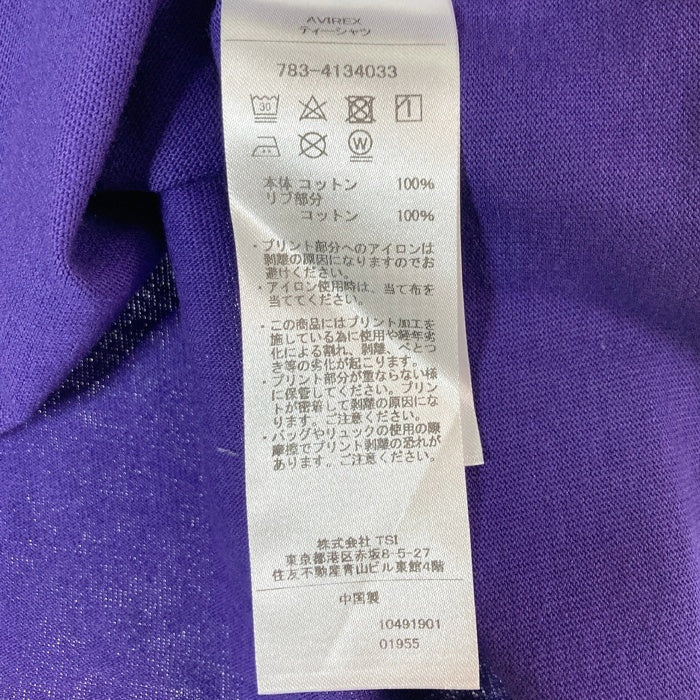 AVIREX
ティーシャツ
783-4134033
30
W
本体 コットン 100%
リブ部分
コットン 100%
・プリント部分へのアイロンは
剥離の原因になりますのでお
避けください。
・アイロン使用時は、当て布を
当ててください。
・この商品にはプリント加工を
施している為に使用や経年劣
化による割れ、剥離、べとつ
き等の劣化が起こります。
・プリント部分が重ならない様
に保管してください。プリン
トが密着して剥離の原因にな
ります。ご注意ください。
・バッグやリュックの使用の際
摩擦でプリント剥離の恐れが
あります。ご注意ください。
株式会社 TSI
東京都港区赤坂8-5-27
住友不動産青山ビル東館4階
中国製
10491901
01955